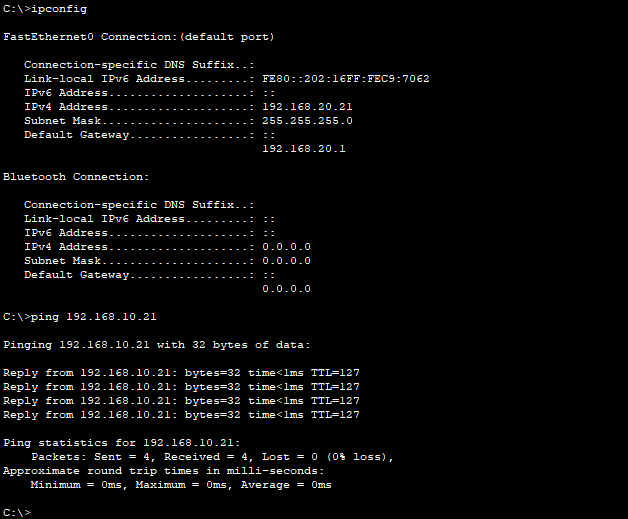 C:\>ipconfig
FastEthernet0 Connection:(default port)
Connection-specific DNS Suffix..:
Link-local IPv6 Address.........: FE80::202:16FF:FEC9:7062
IPv6 Address....................: ::
IPv4 Address....................: 192.168.20.21
Subnet Mask.....................: 255.255.255.0
Default Gateway.................: ::
192.168.20.1
Bluetooth Connection:
Connection-specific DNS Suffix..:
Link-local IPv6 Address.........: ::
IPv6 Address....................: ::
IPv4 Address....................: 0.0.0.0
Subnet Mask.....................: 0.0.0.0
Default Gateway.................: ::
0.0.0.0
C:\>ping 192.168.10.21
Pinging 192.168.10.21 with 32 bytes of data:
Reply from 192.168.10.21: bytes=32 time<1ms TTL=127
Reply from 192.168.10.21: bytes=32 time<1ms TTL=127
Reply from 192.168.10.21: bytes=32 time<1ms TTL=127
Reply from 192.168.10.21: bytes=32 time<1ms TTL=127
Ping statistics for 192.168.10.21:
Packets: Sent = 4, Received = 4, Lost = 0 (0% loss),
Approximate round trip times in milli-seconds:
Minimum = 0ms, Maximum = 0ms, Average = 0ms
C:\>